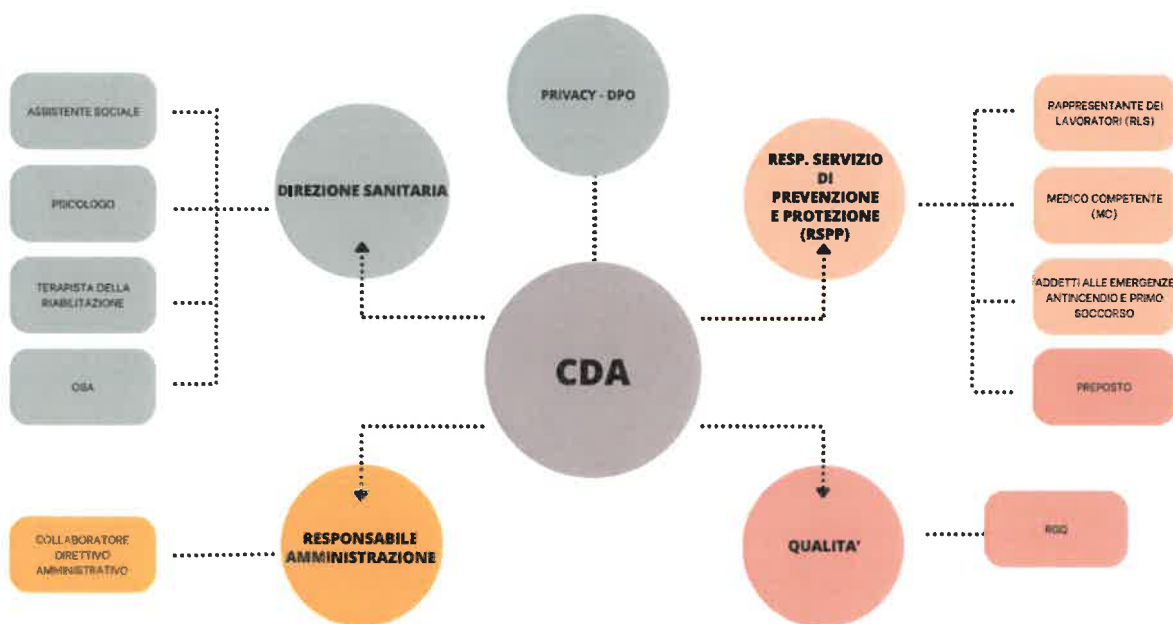 PRIVACY - DPO
ASSISTENTE SOCIALE
PSICOLOGO
TERAPISTA DELLA
RIABILITAZIONE
OSA
DIREZIONE SANITARIA
RESP. SERVIZIO
DI
PREVENZIONE
E PROTEZIONE
(RSPP)
RAPPRESENTANTE DEI
LAVORATORI (RLS)
MEDICO COMPETENTE
(MC)
ADDETTI ALLE EMERGENZE
ANTINCENDIO E PRIMO
SOCCORSO
PREPOSTO
CDA
COLLABORATORE
DIRETTIVO
AMMINISTRATIVO
RESPONSABILE
AMMINISTRAZIONE
QUALITA'
RGQ